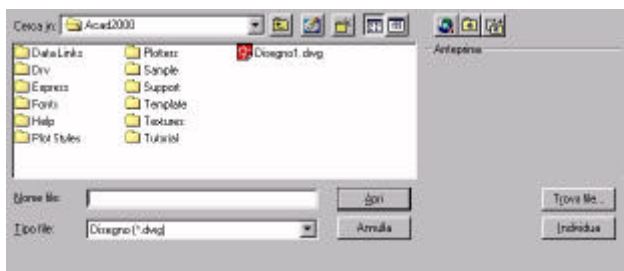 Cerca in: Acad2000
Anteprima
Data Links Plotters Disegno1.dwg
Drv Sample
Express Support
Fonts Template
Help Textures
Plot Styles Tutorial
Nome file: Apri Trova file...
Tipo file: Disegno (*.dwg) Annulla Individua